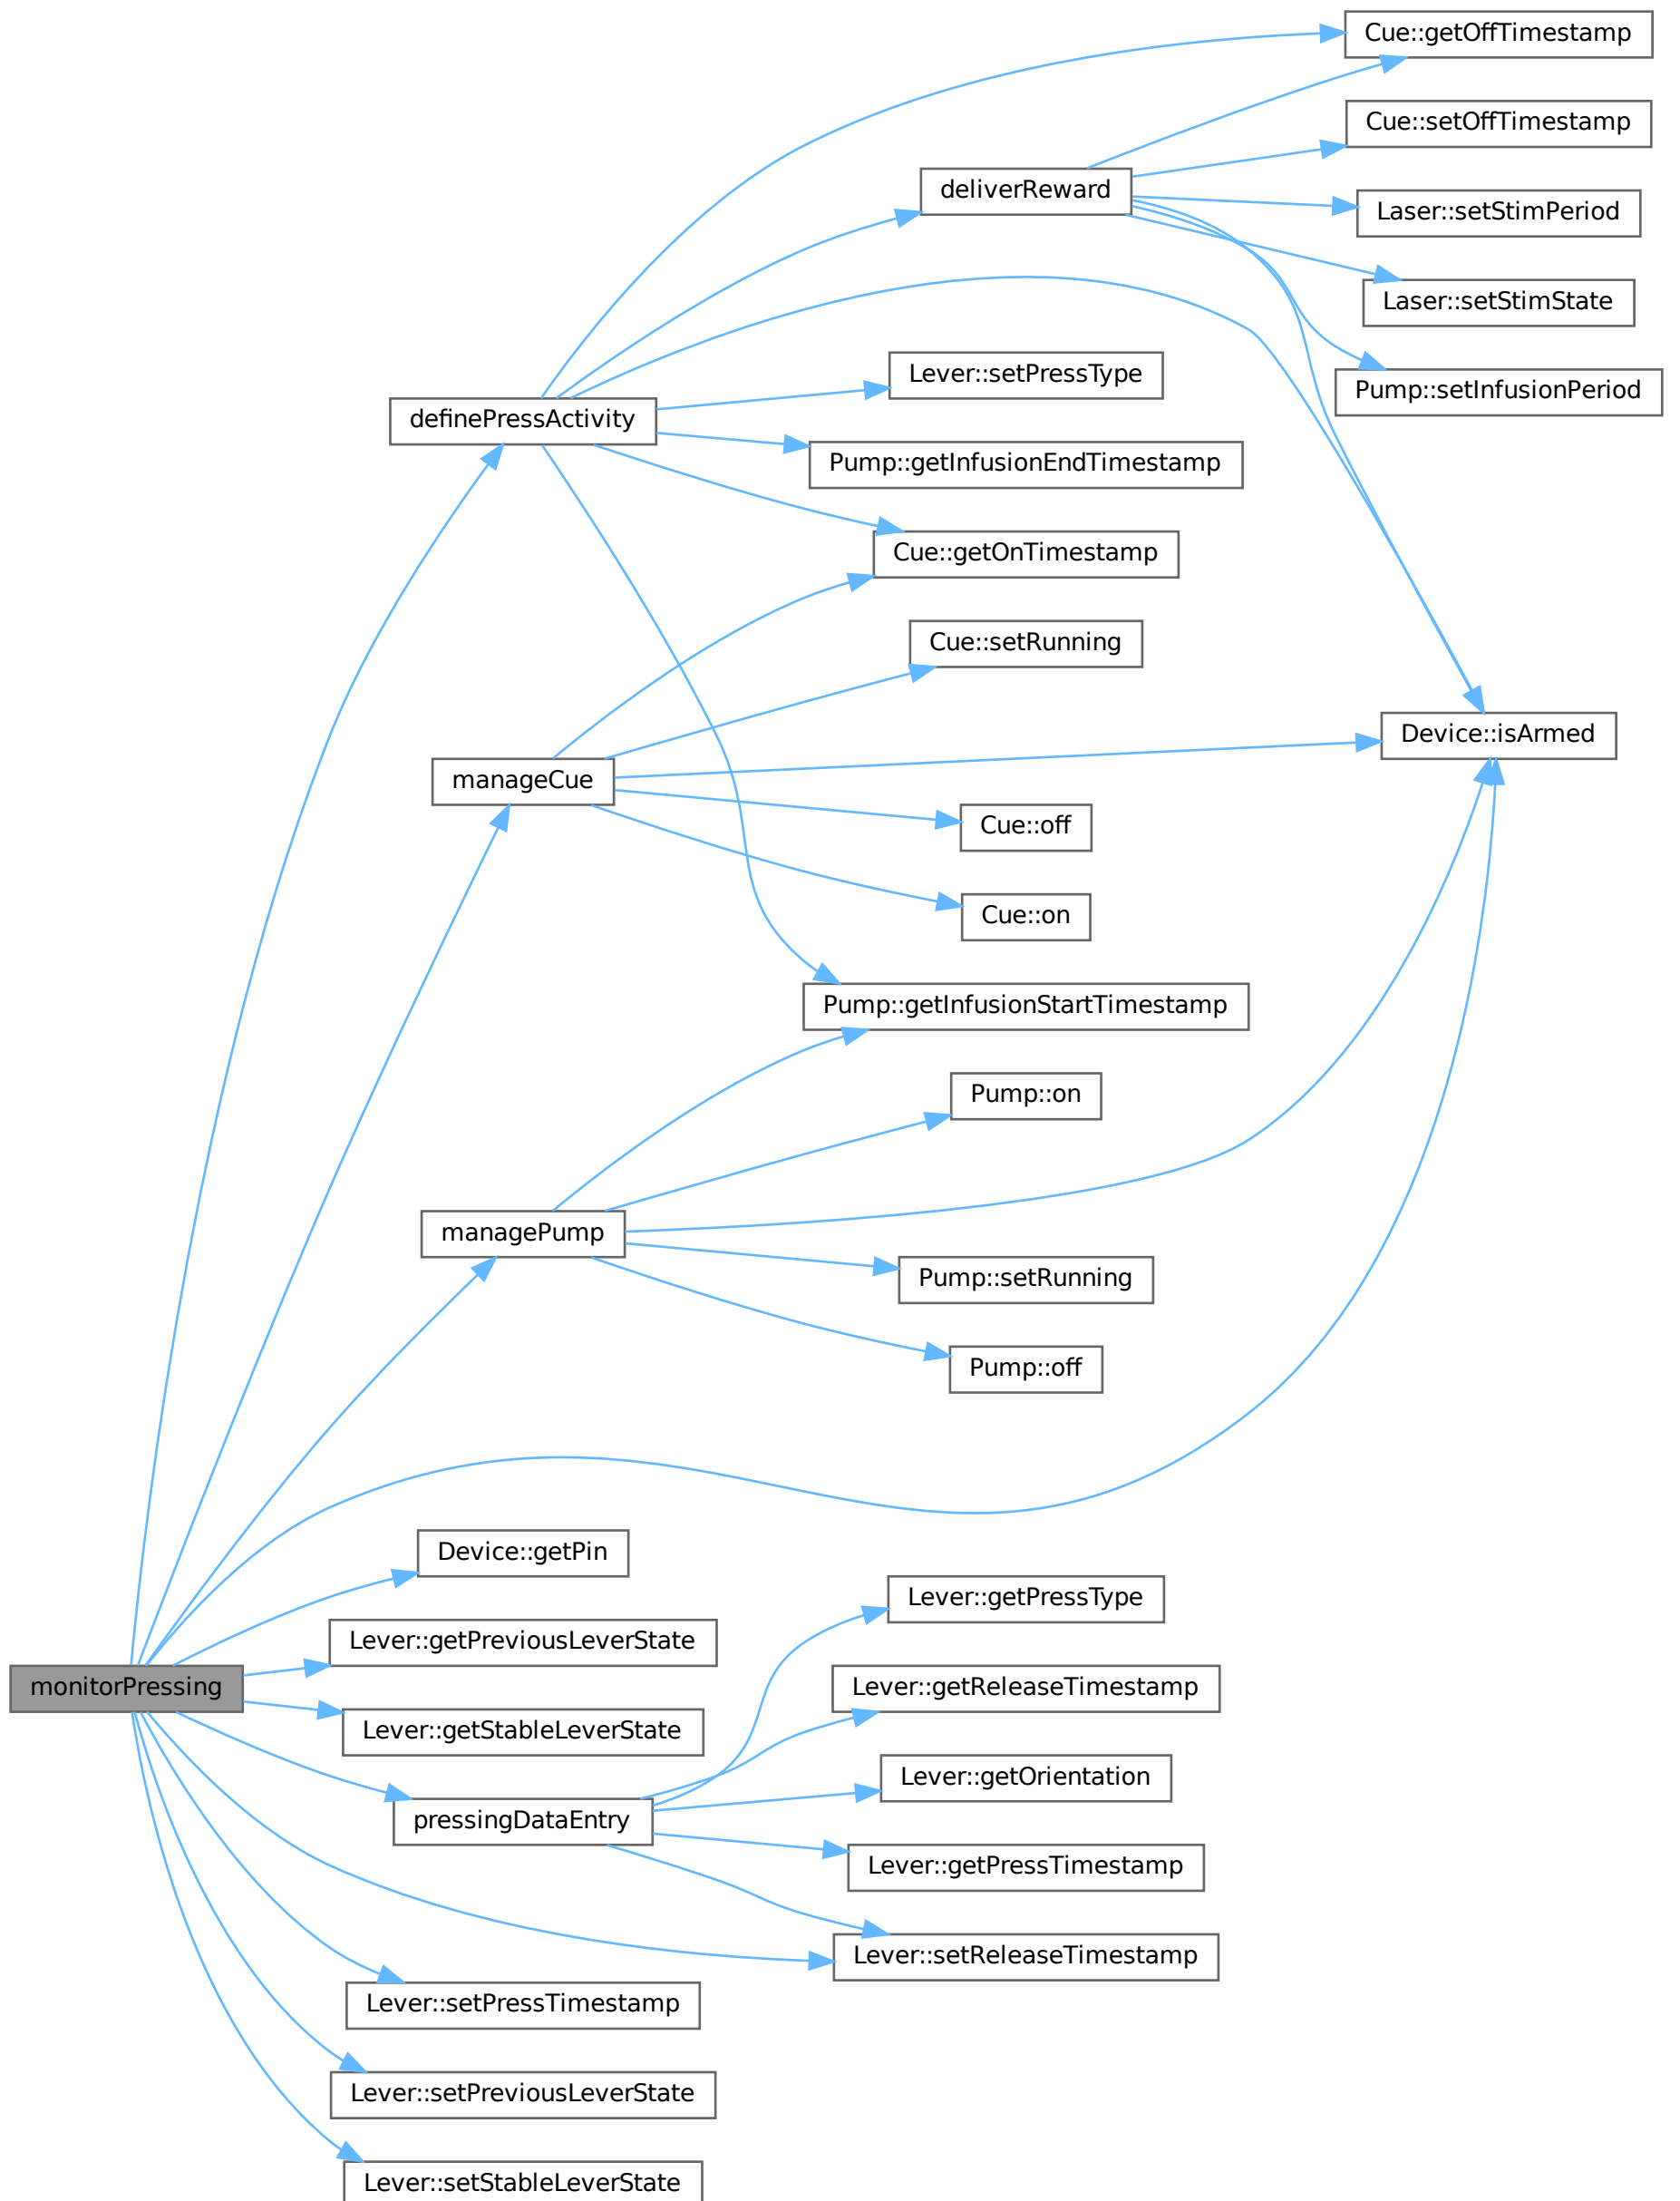 Cue::getOffTimestamp
Cue::setOffTimestamp
deliverReward
Laser::setStimPeriod
Laser::setStimState
Lever::setPressType
Pump::setInfusionPeriod
definePressActivity
Pump::getInfusionEndTimestamp
Cue::getOnTimestamp
Cue::setRunning
Device::isArmed
manageCue
Cue::off
Cue::on
Pump::getInfusionStartTimestamp
Pump::on
managePump
Pump::setRunning
Pump::off
Device::getPin
Lever::getPressType
Lever::getPreviousLeverState
monitorPressing
Lever::getReleaseTimestamp
Lever::getStableLeverState
Lever::getOrientation
pressingDataEntry
Lever::getPressTimestamp
Lever::setReleaseTimestamp
Lever::setPressTimestamp
Lever::setPreviousLeverState
Lever::setStableLeverState